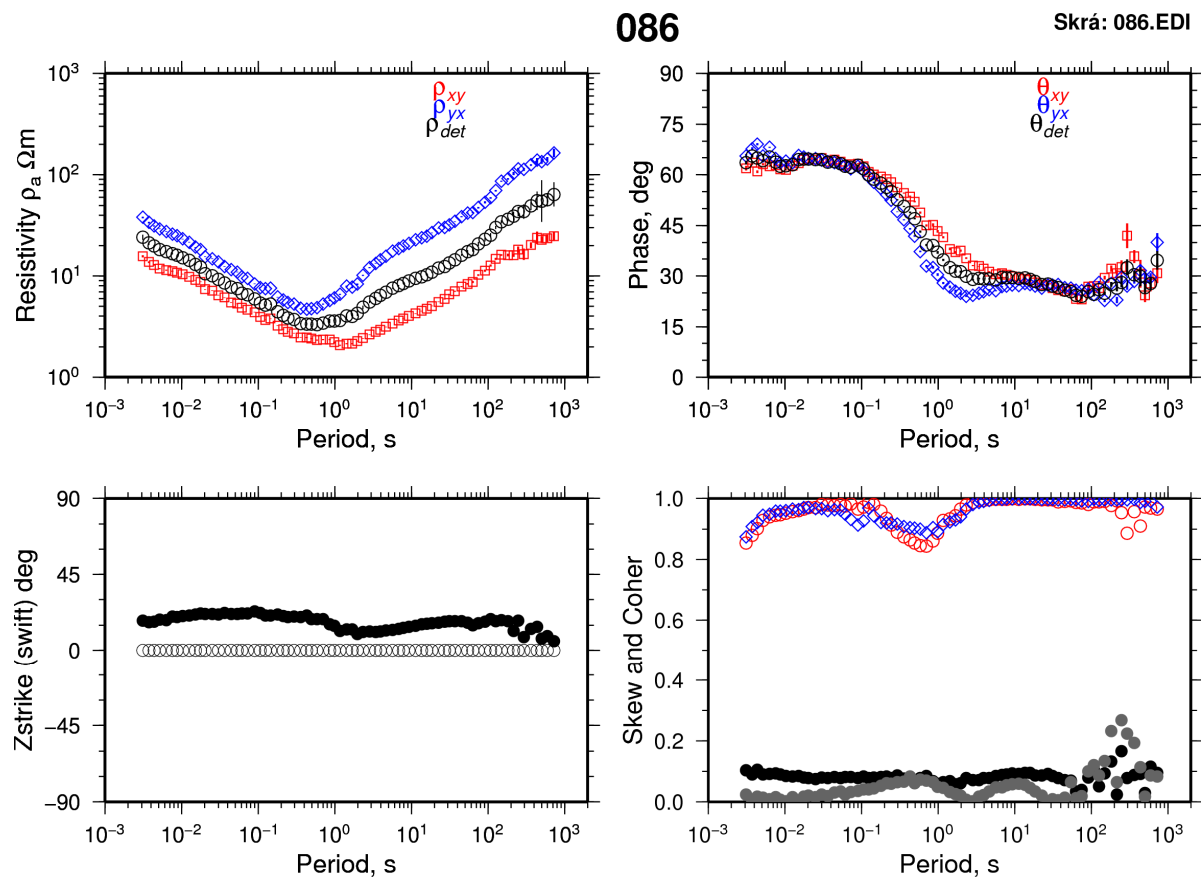 086
Skrá: 086.EDI
Resistivity ρa Ωm
10³
10²
10¹
10⁰
ρxy
ρyx
ρdet
10⁻³ 10⁻² 10⁻¹ 10⁰ 10¹ 10² 10³
Period, s
Phase, deg
90
75
60
45
30
15
0
θxy
θyx
θdet
10⁻³ 10⁻² 10⁻¹ 10⁰ 10¹ 10² 10³
Period, s
Zstrike (swift) deg
90
45
0
−45
−90
10⁻³ 10⁻² 10⁻¹ 10⁰ 10¹ 10² 10³
Period, s
Skew and Coher
1.0
0.8
0.6
0.4
0.2
0.0
10⁻³ 10⁻² 10⁻¹ 10⁰ 10¹ 10² 10³
Period, s